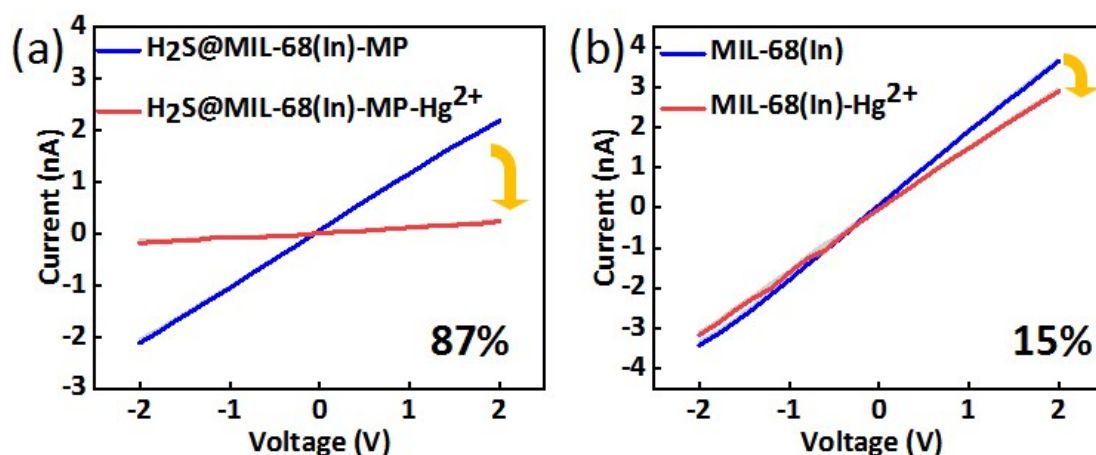 (a)
H2S@MIL-68(In)-MP
H2S@MIL-68(In)-MP-Hg2+
Current (nA)
4
3
2
1
0
-1
-2
-3
87%
-2
-1
0
1
2
Voltage (V)
(b)
MIL-68(In)
MIL-68(In)-Hg2+
Current (nA)
4
3
2
1
0
-1
-2
-3
-4
15%
-2
-1
0
1
2
Voltage (V)